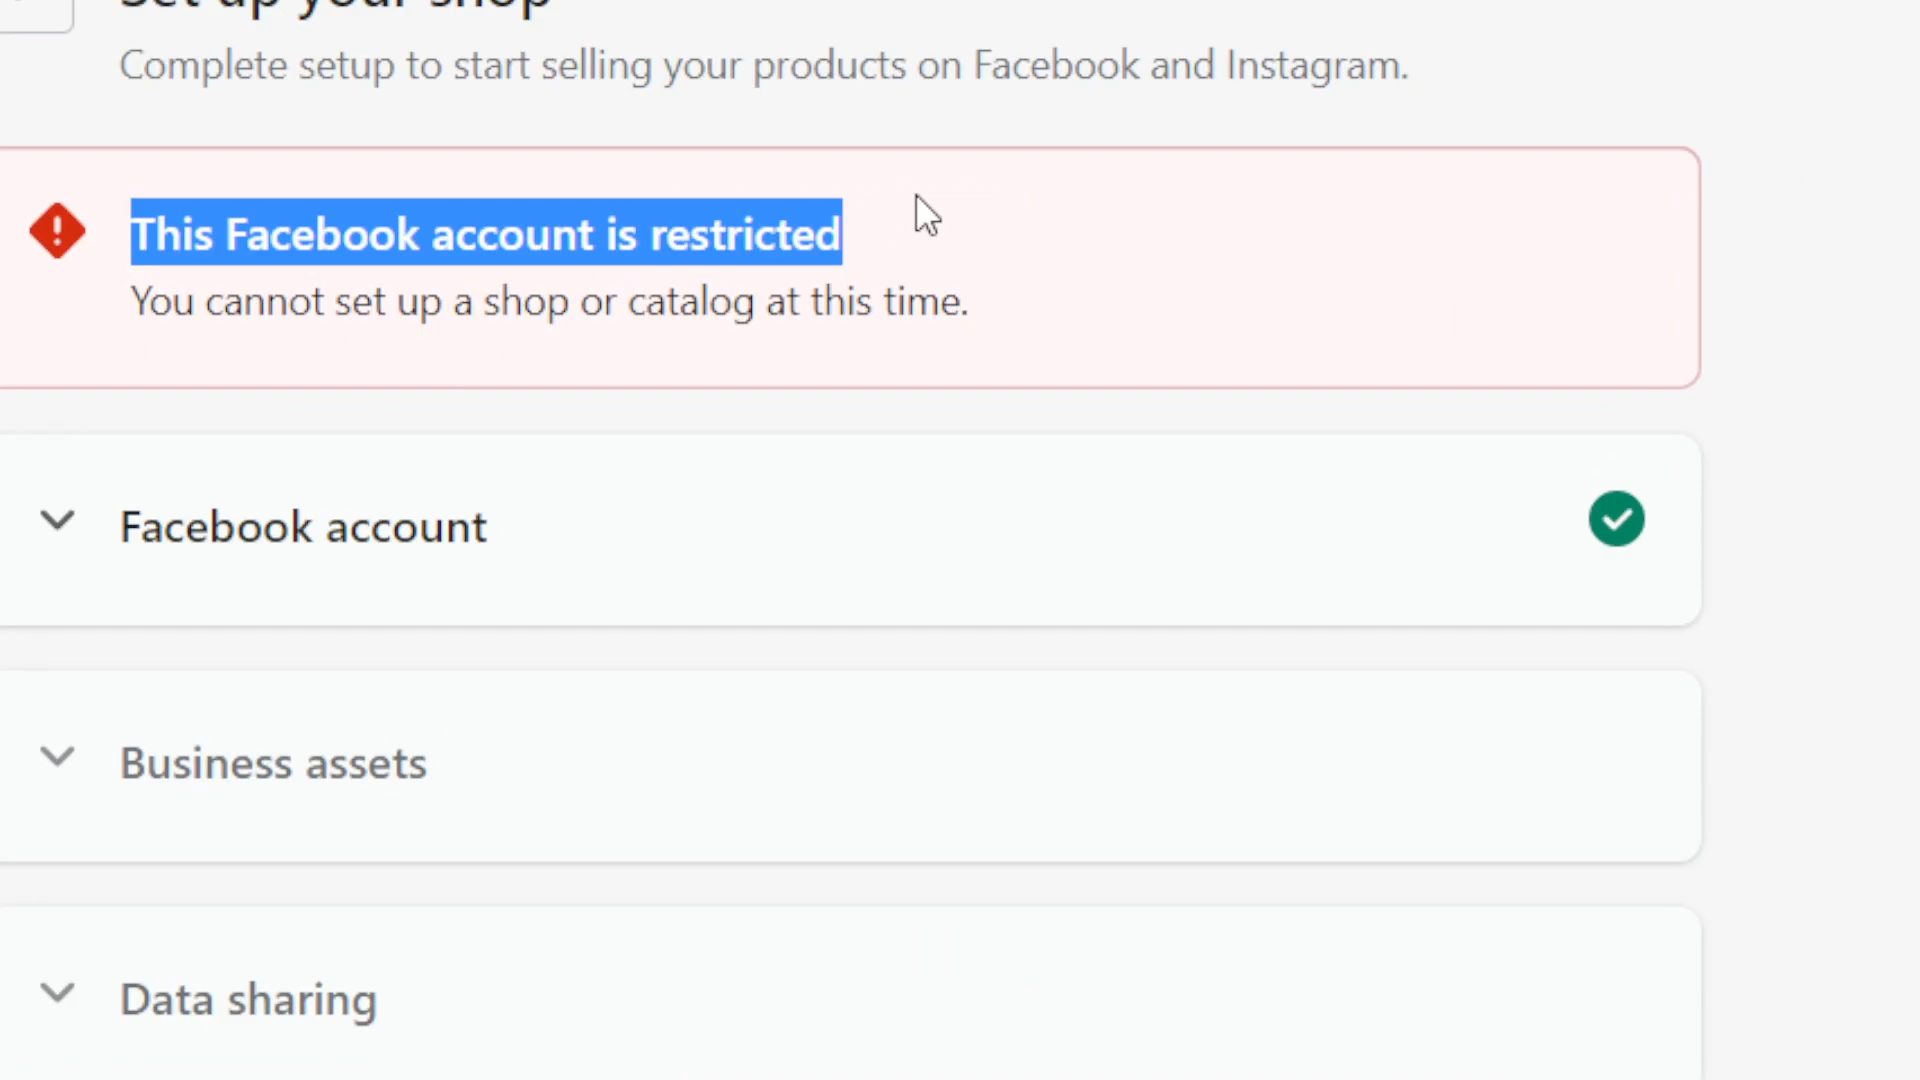 Set up your shop
Complete setup to start selling your products on Facebook and Instagram.
This Facebook account is restricted
You cannot set up a shop or catalog at this time.
Facebook account
Business assets
Data sharing